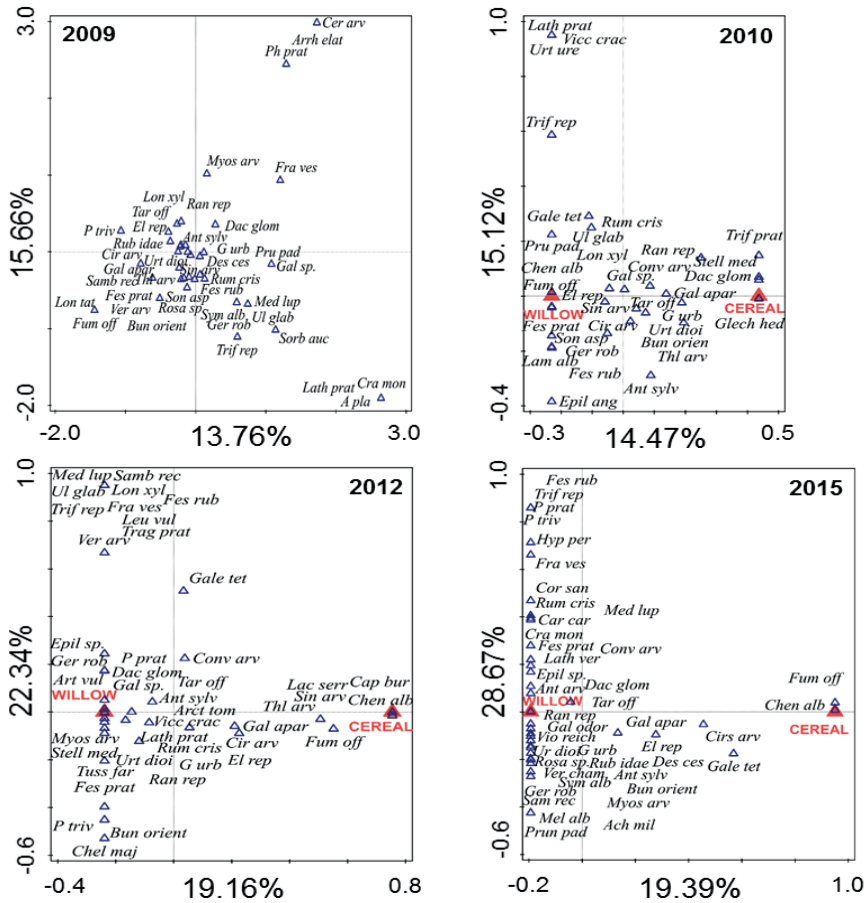 3.0
2009
Cer arv
Arrh elat
Ph prat
Myos arv
Fra ves
Lon xyl
Tar off
Ran rep
El rep
P triv
Dac glom
Rub idae
Ant sylv
Cir arv
Urt dioi
G urb
Pru pad
Des ces
Gal apar
Sin arv
Gal sp.
Samb rec
Th arv
Rum cris
Fes rub
Lon tat
Fes prat
Son asp
Med lup
Ver arv
Rosa sp.
Sym alb
Ul glab
Fum off
Bun orient
Ger rob
Sorb auc
Trif rep
Lath prat
Cra mon
A pla
15.66%
-2.0
-2.0
13.76%
3.0
1.0
Lath prat
2010
Vicc crac
Urt ure
Trif rep
Gale tet
Rum cris
Ul glab
Trif prat
Pru pad
Lon xyl
Ran rep
Conv arv
Stell med
Chen alb
Gal sp.
Dac glom
Fum off
El rep
Gal apar
Tar off
Sin arv
WILLOW
CEREAL
G urb
Glech hed
Fes prat
Cir arv
Urt dioi
Son asp
Bun orien
Ger rob
Thl arv
Lam alb
Fes rub
Ant sylv
Epil ang
15.12%
-0.4
-0.3
14.47%
0.5
1.0
Med lup
Samb rec
2012
Ul glab
Lon xyl
Fes rub
Trif rep
Fra ves
Leu vul
Trag prat
Ver arv
Gale tet
Epil sp.
Ger rob
P prat
Conv arv
Dac glom
Art vul
Gal sp.
Tar off
Lac serr
Cap bur
WILLOW
Ant sylv
Sin arv
Chen alb
Arct tom
Thl arv
Vicc crac
Gal apar
CEREAL
Myos arv
Lath prat
Cir arv
Fum off
Stell med
Rum cris
Urt dioi
G urb
El rep
Tuss far
Ran rep
Fes prat
P triv
Bun orient
Chel maj
22.34%
-0.6
-0.4
19.16%
0.8
1.0
Fes rub
2015
Trif rep
P prat
P triv
Hyp per
Fra ves
Cor san
Rum cris
Med lup
Car car
Cra mon
Fes prat
Conv arv
Lath ver
Epil sp.
Dac glom
Fum off
Ant arv
WILLOW
Tar off
Chen alb
Ran rep
CEREAL
Gal odor
Gal apar
Vio reich
Cirs arv
Ur dioi
G urb
El rep
Rosa sp.
Rub idae
Des ces
Gale tet
Ver cham
Ant sylv
Sym alb
Ger rob
Bun orient
Sam rec
Myos arv
Mel alb
Prun pad
Ach mil
28.67%
-0.6
-0.2
19.39%
1.0